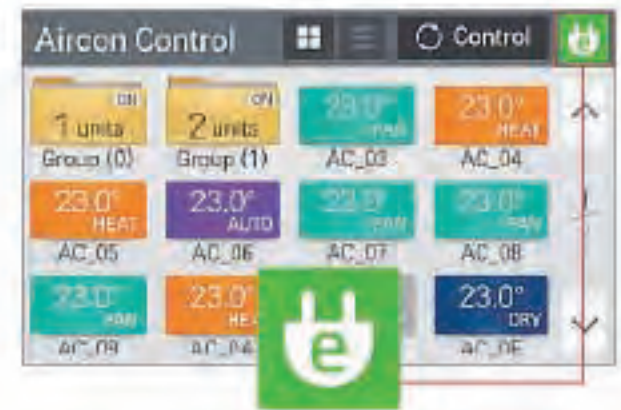 Aircon Control Control e
ON ON 23.0° 23.0°
1 units 2 units FAN HEAT
Group (0) Group (1) AC_03 AC_04
23.0° 23.0° 23.0° 23.0°
HEAT AUTO FAN FAN
AC_05 AC_06 AC_07 AC_08
23.0° 23.0° 23.0°
FAN DRY
AC_09
e